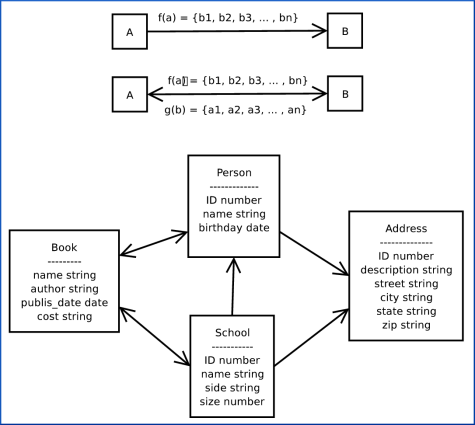 f(a) = {b1, b2, b3, ... , bn}
A
B
f(a) = {b1, b2, b3, ... , bn}
A
B
g(b) = {a1, a2, a3, ... , an}
Person
-------------
ID number
name string
birthday date
Book
---------
name string
author string
publis_date date
cost string
Address
--------------
ID number
description string
street string
city string
state string
zip string
School
-----------
ID number
name string
side string
size number